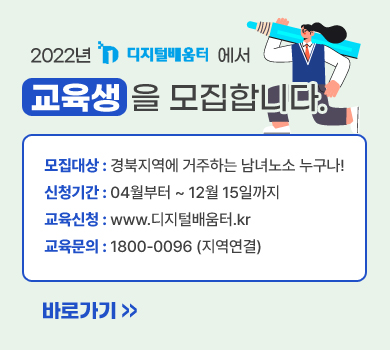 2022년 디지털배움터 에서
교육생을 모집합니다.
모집대상 : 경북지역에 거주하는 남녀노소 누구나!
신청기간 : 04월부터 ~ 12월 15일까지
교육신청 : www.디지털배움터.kr
교육문의 : 1800-0096 (지역연결)
바로가기 >>